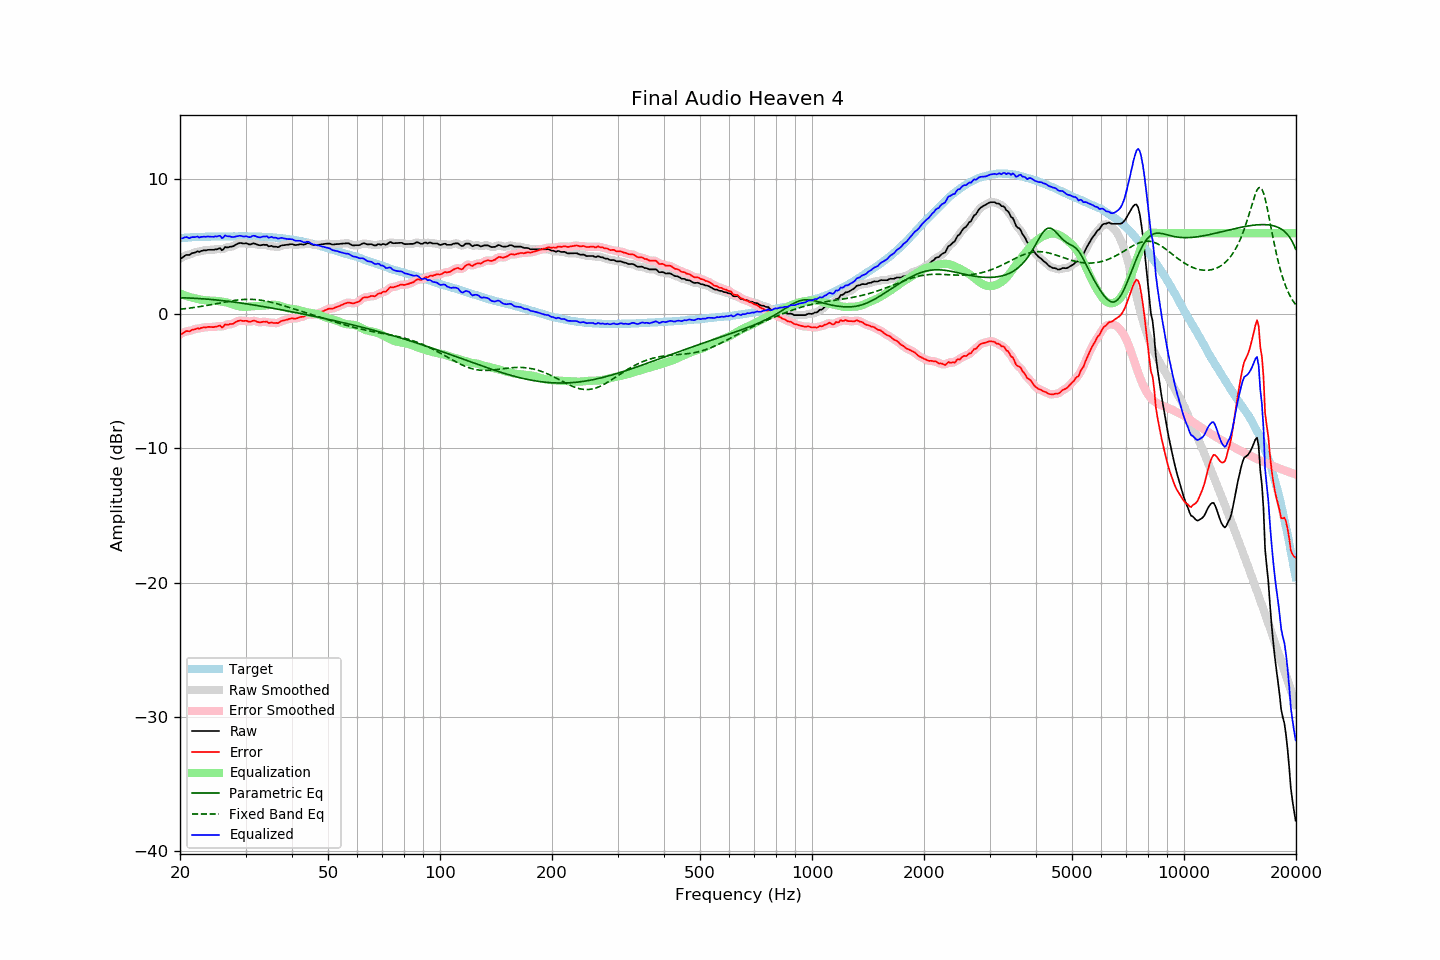 Final Audio Heaven 4
Amplitude (dBr)
10
0
−10
−20
−30
−40
Target
Raw Smoothed
Error Smoothed
Raw
Error
Equalization
Parametric Eq
Fixed Band Eq
Equalized
20 50 100 200 500 1000 2000 5000 10000 20000
Frequency (Hz)